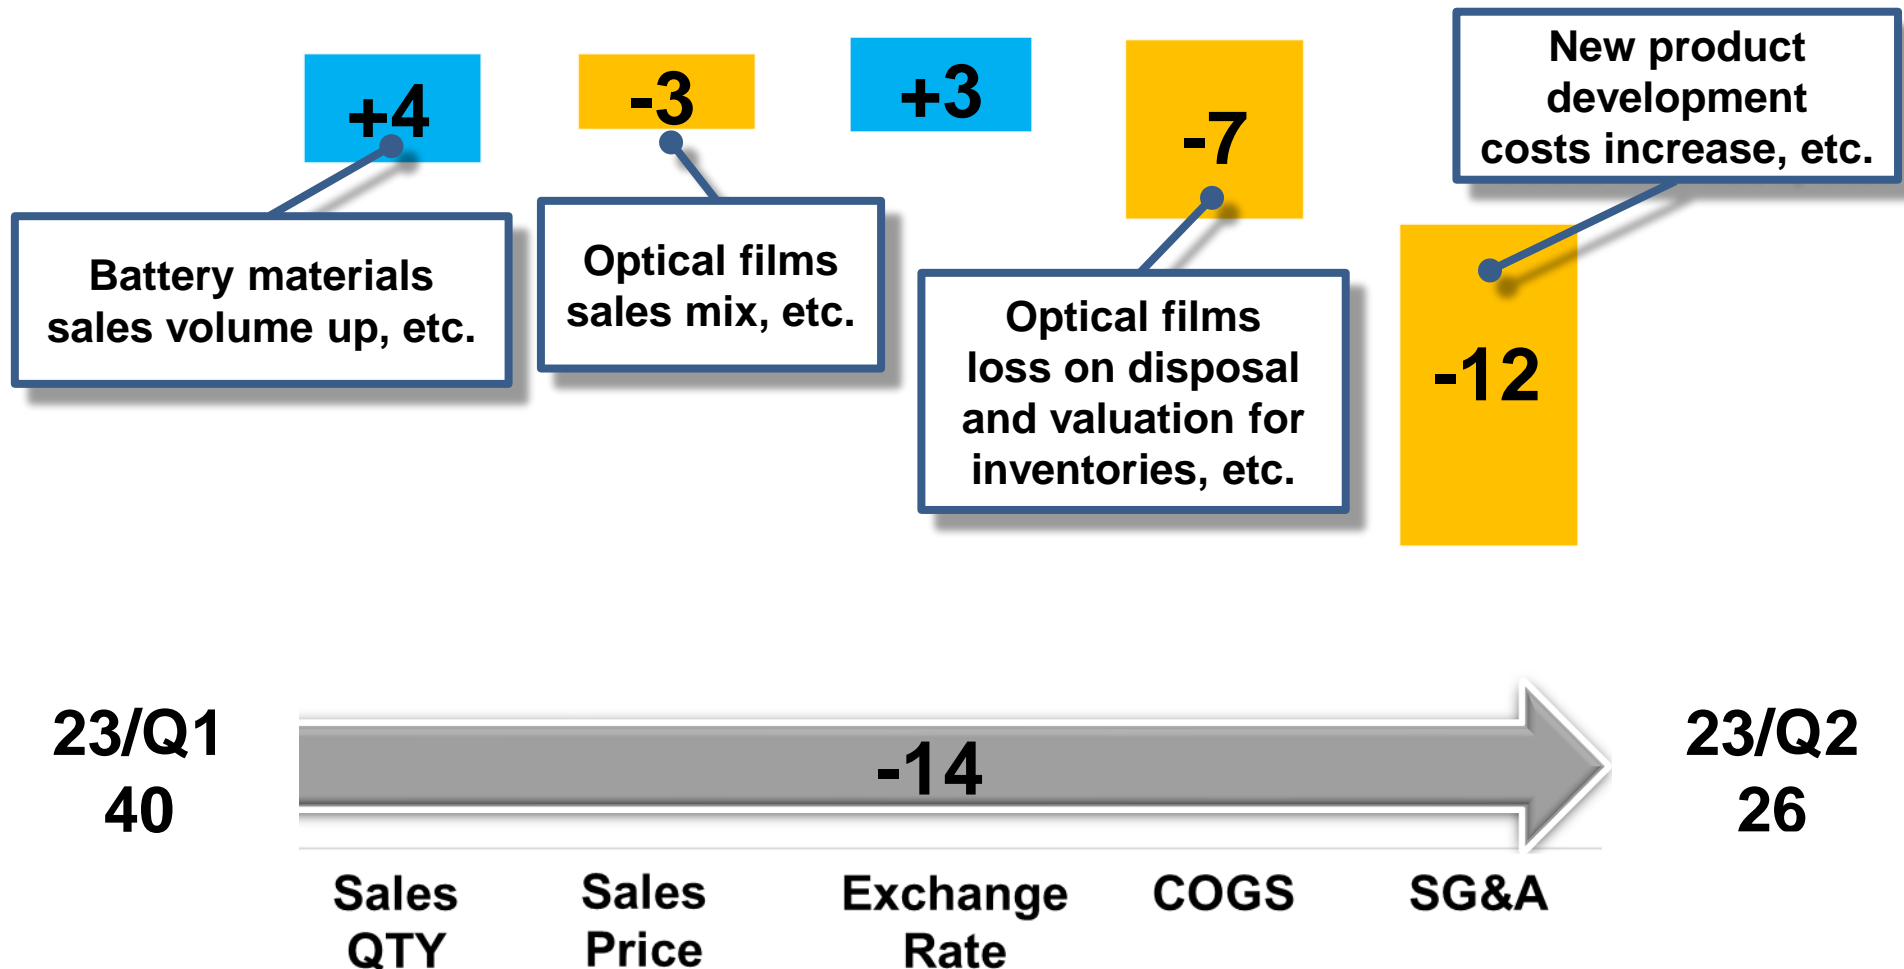 +4
-3
+3
-7
-12
New product
development
costs increase, etc.
Battery materials
sales volume up, etc.
Optical films
sales mix, etc.
Optical films
loss on disposal
and valuation for
inventories, etc.
23/Q1
40
-14
23/Q2
26
Sales
QTY
Sales
Price
Exchange
Rate
COGS
SG&A